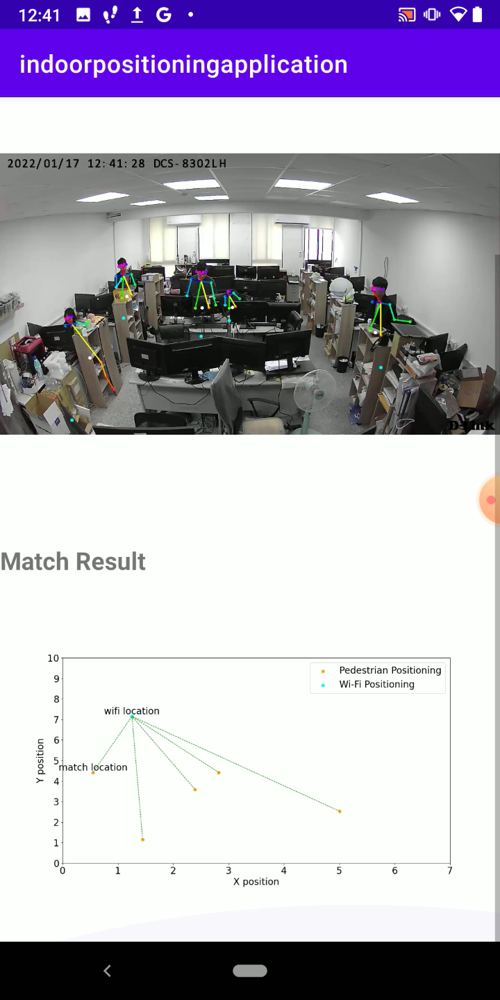 12:41
indoorpositioningapplication
2022/01/17 12:41:28 DCS-8302LH
D-Link
Match Result
10
9
8
7
6
5
4
3
2
1
0
Y position
Pedestrian Positioning
Wi-Fi Positioning
wifi location
match location
0 1 2 3 4 5 6 7
X position